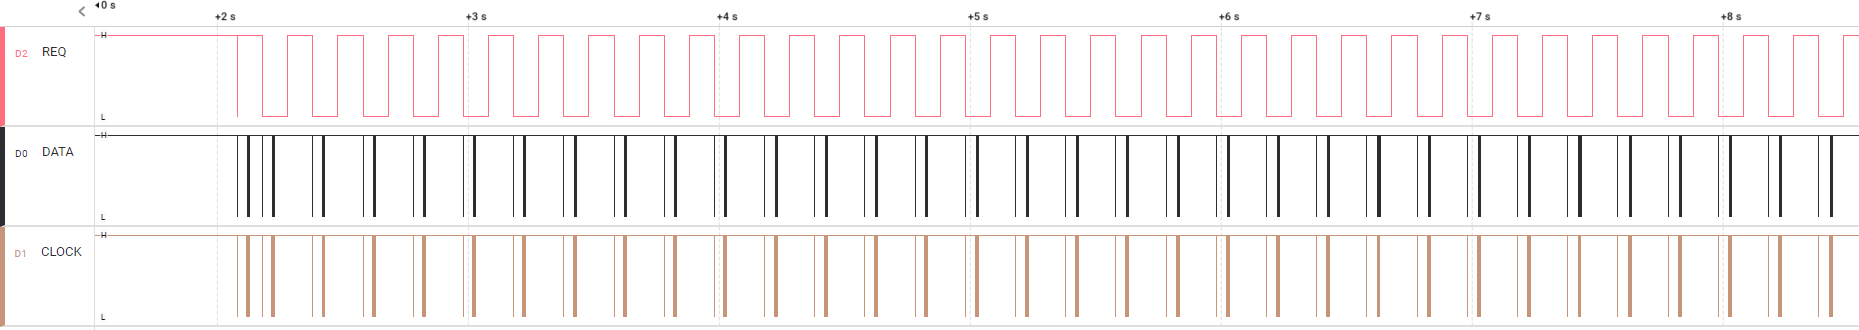 0 s
+2 s +3 s +4 s +5 s +6 s +7 s +8 s
D2 REQ H
L
D0 DATA H
L
D1 CLOCK H
L